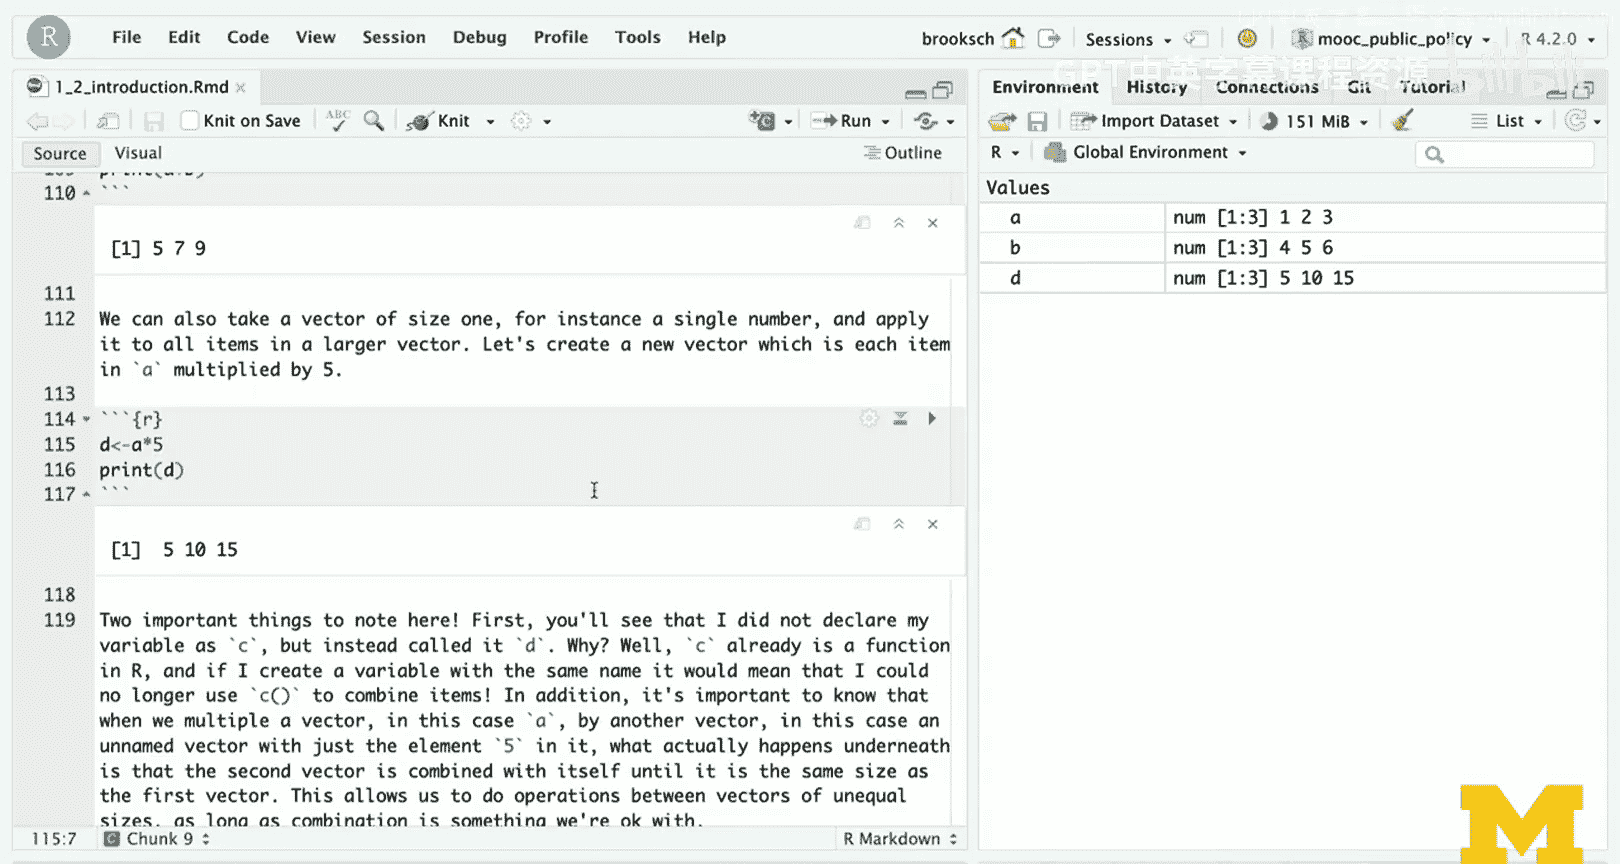 R File Edit Code View Session Debug Profile Tools Help brooksch Sessions mooc_public_policy R 4.2.0
GPT中英字幕课程资源
1_2_introduction.Rmd
Environment History Connections Git Tutorial
Knit on Save ABC Knit Run
Import Dataset 151 MiB List
Source Visual Outline
R Global Environment
110 ```
[1] 5 7 9
111
112 We can also take a vector of size one, for instance a single number, and apply
it to all items in a larger vector. Let's create a new vector which is each item
in `a` multiplied by 5.
113
114 ```{r}
115 d<-a*5
116 print(d)
117 ```
[1]  5 10 15
118
119 Two important things to note here! First, you'll see that I did not declare my
variable as `c`, but instead called it `d`. Why? Well, `c` already is a function
in R, and if I create a variable with the same name it would mean that I could
no longer use `c()` to combine items! In addition, it's important to know that
when we multiple a vector, in this case `a`, by another vector, in this case an
unnamed vector with just the element `5` in it, what actually happens underneath
is that the second vector is combined with itself until it is the same size as
the first vector. This allows us to do operations between vectors of unequal
sizes, as long as combination is something we're ok with.
115:7 C Chunk 9 R Markdown
Values
a num [1:3] 1 2 3
b num [1:3] 4 5 6
d num [1:3] 5 10 15
M